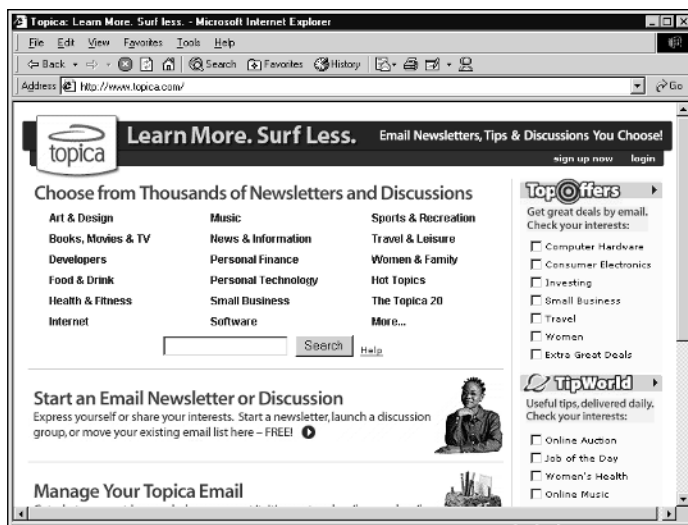 Topica: Learn More. Surf less. - Microsoft Internet Explorer
File Edit View Favorites Tools Help
Back Search Favorites History
Address http://www.topica.com/ Go
topica
Learn More. Surf Less. Email Newsletters, Tips & Discussions You Choose!
sign up now login
Choose from Thousands of Newsletters and Discussions
Art & Design Music Sports & Recreation
Books, Movies & TV News & Information Travel & Leisure
Developers Personal Finance Women & Family
Food & Drink Personal Technology Hot Topics
Health & Fitness Small Business The Topica 20
Internet Software More...
Search Help
Start an Email Newsletter or Discussion
Express yourself or share your interests. Start a newsletter, launch a discussion
group, or move your existing email list here – FREE!
Manage Your Topica Email
Top Offers
Get great deals by email.
Check your interests:
Computer Hardware
Consumer Electronics
Investing
Small Business
Travel
Women
Extra Great Deals
TipWorld
Useful tips, delivered daily.
Check your interests:
Online Auction
Job of the Day
Women's Health
Online Music